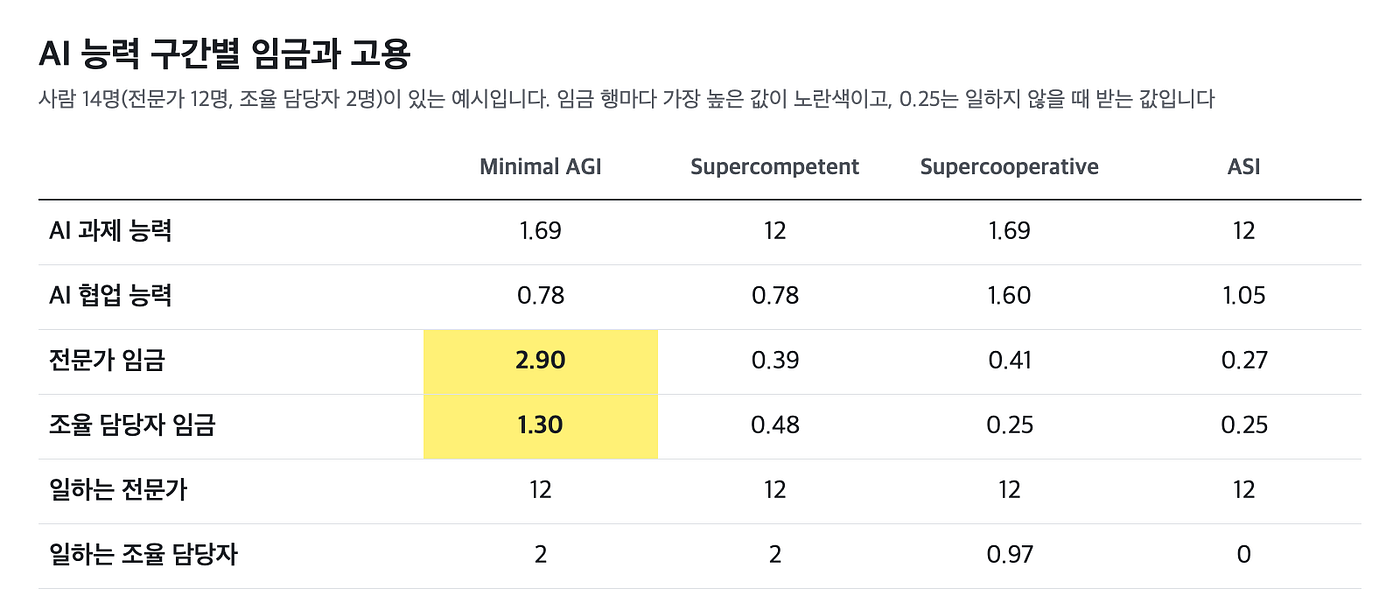 AI 능력 구간별 임금과 고용
사람 14명(전문가 12명, 조율 담당자 2명)이 있는 예시입니다. 임금 행마다 가장 높은 값이 노란색이고, 0.25는 일하지 않을 때 받는 값입니다
Minimal AGI Supercompetent Supercooperative ASI
AI 과제 능력 1.69 12 1.69 12
AI 협업 능력 0.78 0.78 1.60 1.05
전문가 임금 2.90 0.39 0.41 0.27
조율 담당자 임금 1.30 0.48 0.25 0.25
일하는 전문가 12 12 12 12
일하는 조율 담당자 2 2 0.97 0